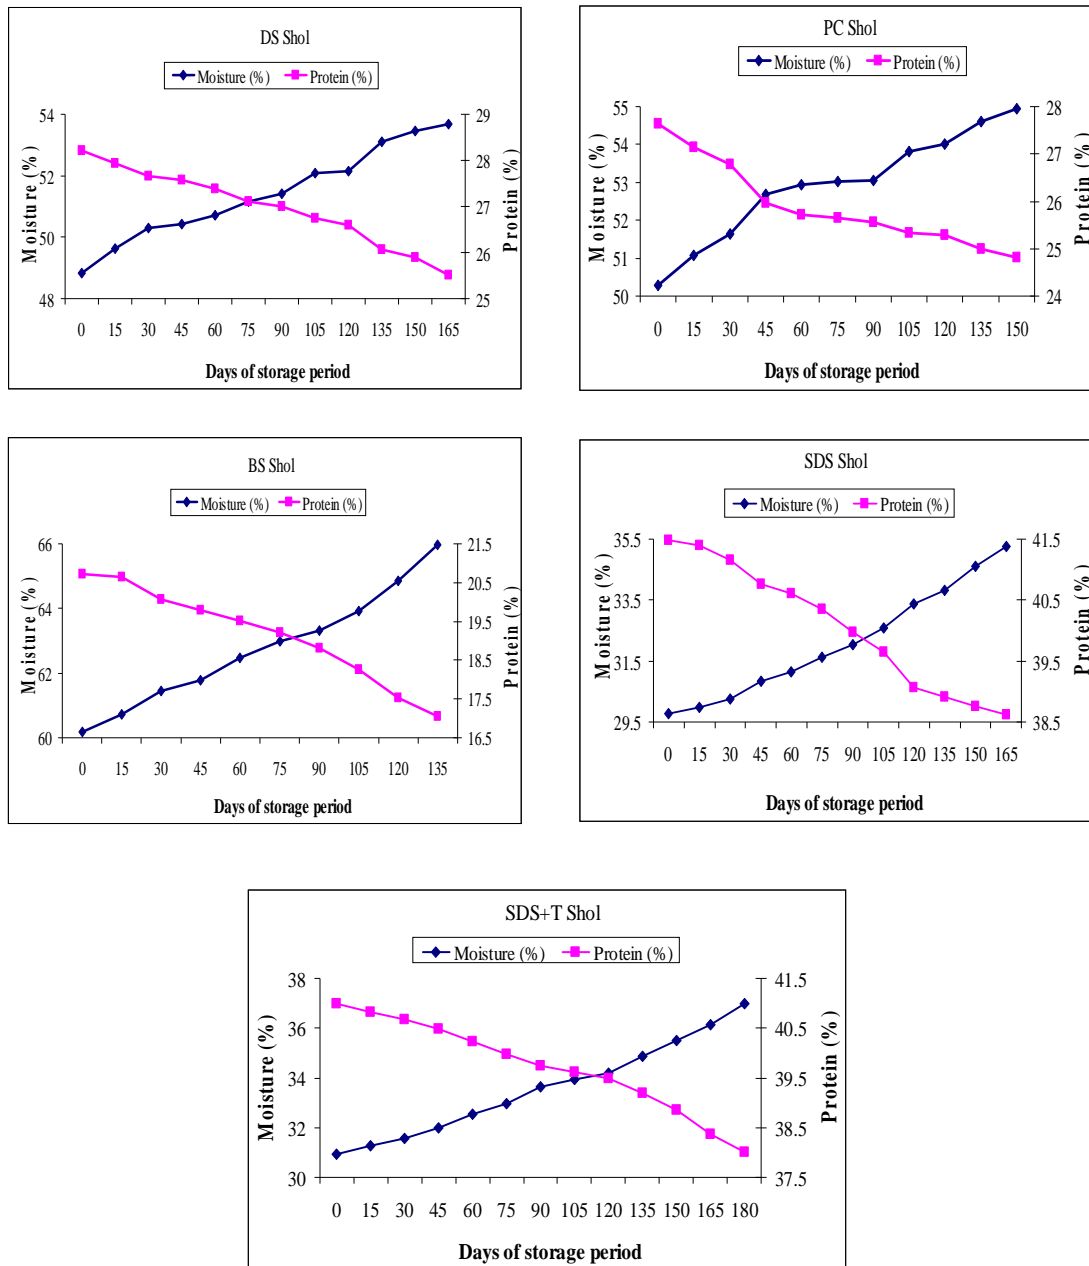 DS Shol
Moisture (%) Protein (%)
54 52 50 48
29 28 27 26 25
Moisture (%)
Protein (%)
0 15 30 45 60 75 90 105 120 135 150 165
Days of storage period
PC Shol
Moisture (%) Protein (%)
55 54 53 52 51 50
28 27 26 25 24
Moisture (%)
Protein (%)
0 15 30 45 60 75 90 105 120 135 150
Days of storage period
BS Shol
Moisture (%) Protein (%)
66 64 62 60
21.5 20.5 19.5 18.5 17.5 16.5
Moisture (%)
Protein (%)
0 15 30 45 60 75 90 105 120 135
Days of storage period
SDS Shol
Moisture (%) Protein (%)
35.5 33.5 31.5 29.5
41.5 40.5 39.5 38.5
Moisture (%)
Protein (%)
0 15 30 45 60 75 90 105 120 135 150 165
Days of storage period
SDS+T Shol
Moisture (%) Protein (%)
38 36 34 32 30
41.5 40.5 39.5 38.5 37.5
Moisture (%)
Protein (%)
0 15 30 45 60 75 90 105 120 135 150 165 180
Days of storage period